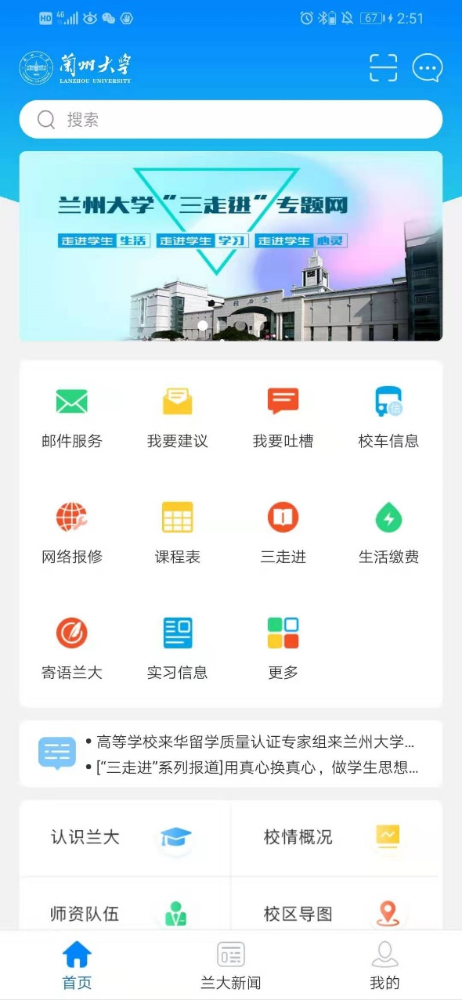 HD 4G 67 2:51
兰州大学
LANZHOU UNIVERSITY
搜索
兰州大学“三走进”专题网
走进学生 生活 走进学生 学习 走进学生 心灵
积石堂
邮件服务 我要建议 我要吐槽 校车信息
信
网络报修 课程表 三走进 生活缴费
寄语兰大 实习信息 更多
• 高等学校来华留学质量认证专家组来兰州大学...
• [“三走进”系列报道]用真心换真心，做学生思想...
认识兰大 校情概况
师资队伍 校区导图
首页 兰大新闻 我的